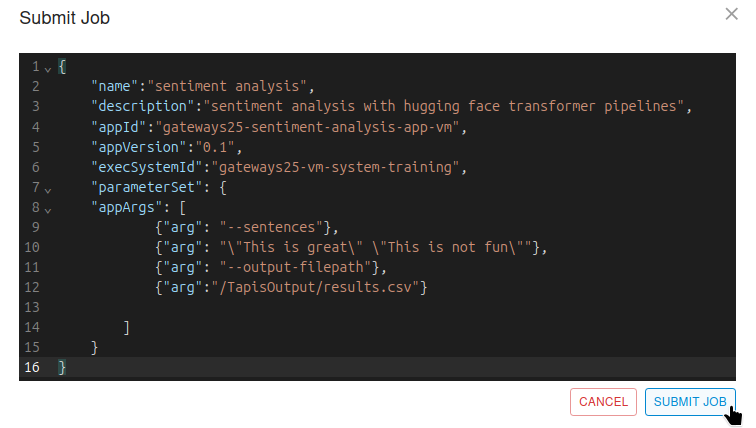 Submit Job
1 {
2 "name":"sentiment analysis",
3 "description":"sentiment analysis with hugging face transformer pipelines",
4 "appId":"gateways25-sentiment-analysis-app-vm",
5 "appVersion":"0.1",
6 "execSystemId":"gateways25-vm-system-training",
7 "parameterSet": {
8 "appArgs": [
9 {"arg": "--sentences"},
10 {"arg": "\"This is great\" \"This is not fun\""},
11 {"arg": "--output-filepath"},
12 {"arg":"/TapisOutput/results.csv"}
13
14 ]
15 }
16 }
CANCEL SUBMIT JOB